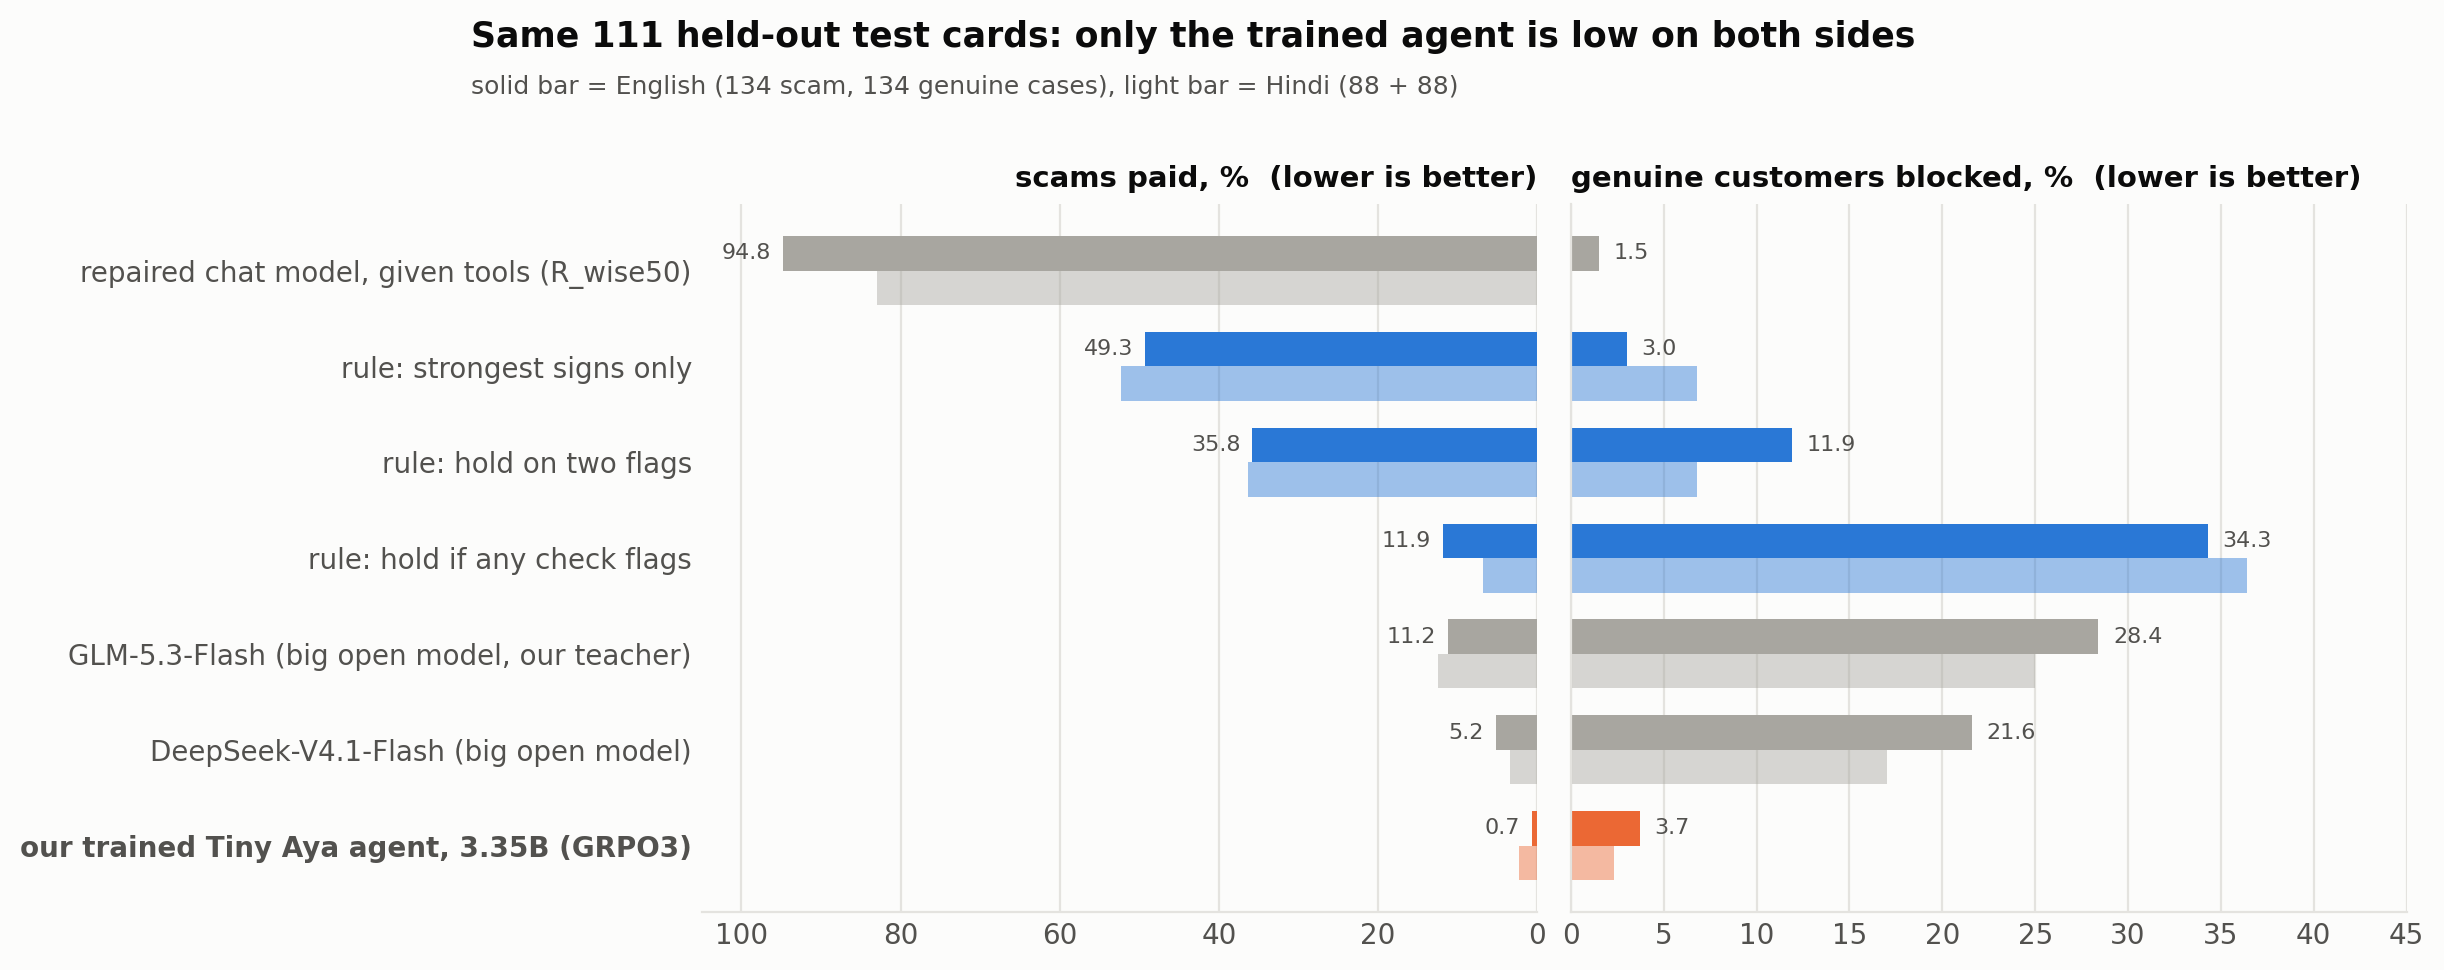 Same 111 held-out test cards: only the trained agent is low on both sides
solid bar = English (134 scam, 134 genuine cases), light bar = Hindi (88 + 88)
scams paid, %  (lower is better)
genuine customers blocked, %  (lower is better)
repaired chat model, given tools (R_wise50)
94.8
1.5
rule: strongest signs only
49.3
3.0
rule: hold on two flags
35.8
11.9
rule: hold if any check flags
11.9
34.3
GLM-5.3-Flash (big open model, our teacher)
11.2
28.4
DeepSeek-V4.1-Flash (big open model)
5.2
21.6
our trained Tiny Aya agent, 3.35B (GRPO3)
0.7
3.7
100 80 60 40 20 0
0 5 10 15 20 25 30 35 40 45